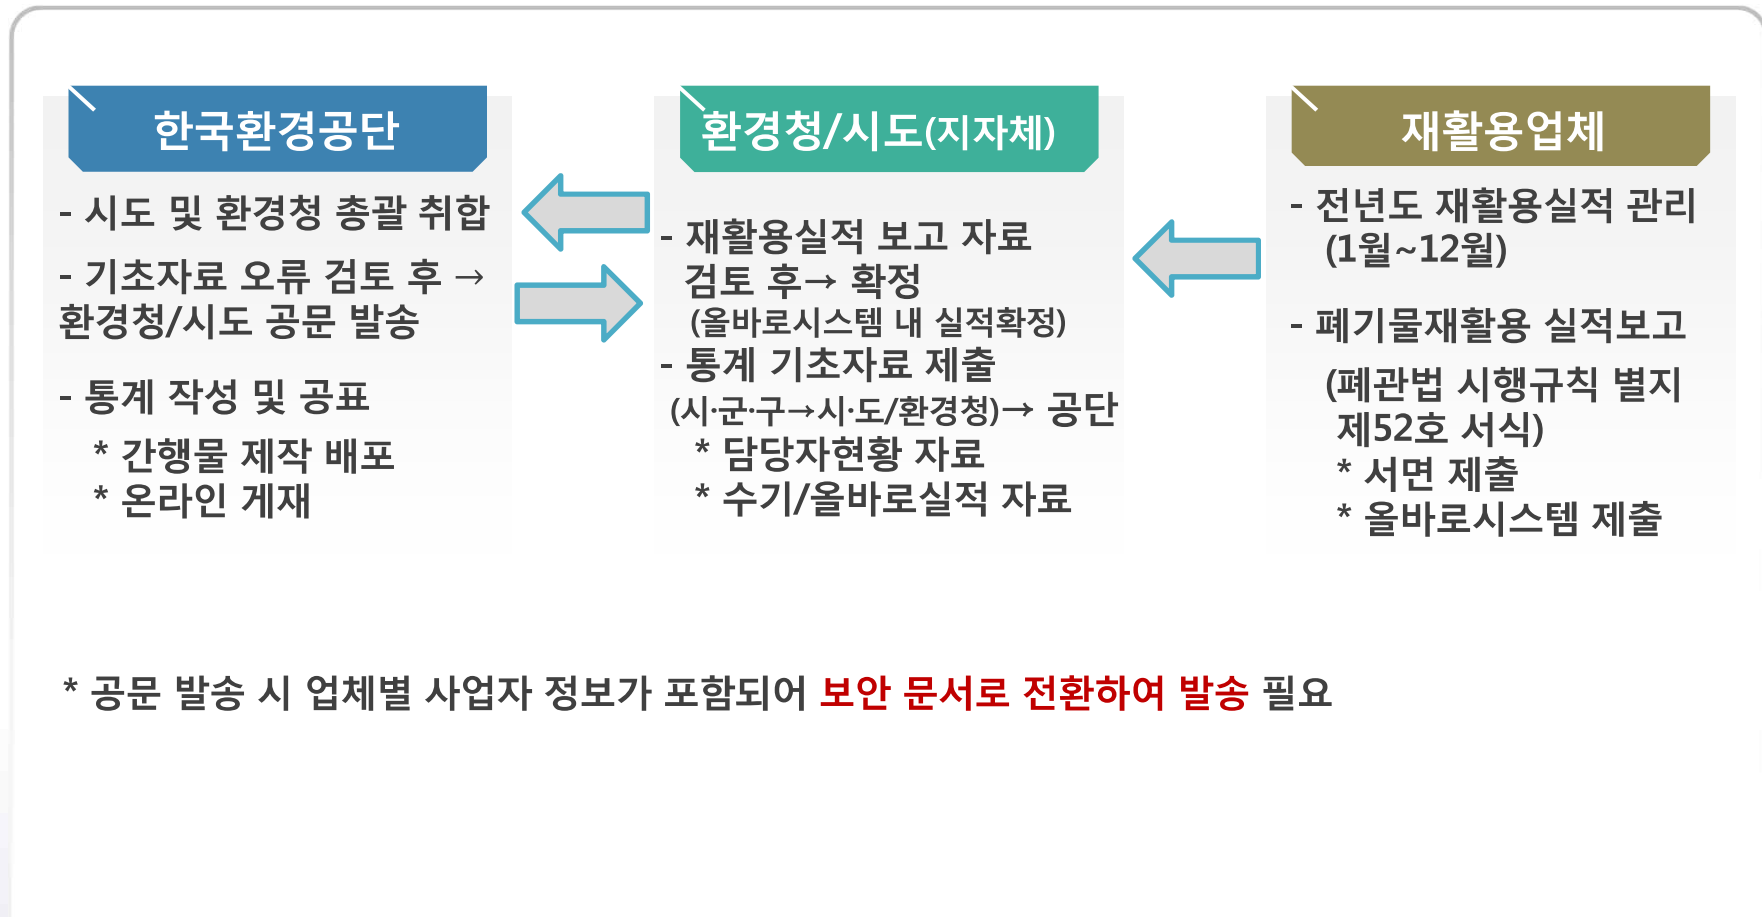 한국환경공단
- 시도 및 환경청 총괄 취합
- 기초자료 오류 검토 후 →
환경청/시도 공문 발송
- 통계 작성 및 공표
* 간행물 제작 배포
* 온라인 게재
환경청/시도(지자체)
- 재활용실적 보고 자료
검토 후→ 확정
(올바로시스템 내 실적확정)
- 통계 기초자료 제출
(시·군·구→시·도/환경청)→ 공단
* 담당자현황 자료
* 수기/올바로실적 자료
재활용업체
- 전년도 재활용실적 관리
(1월~12월)
- 폐기물재활용 실적보고
(폐관법 시행규칙 별지
제52호 서식)
* 서면 제출
* 올바로시스템 제출
* 공문 발송 시 업체별 사업자 정보가 포함되어 보안 문서로 전환하여 발송 필요